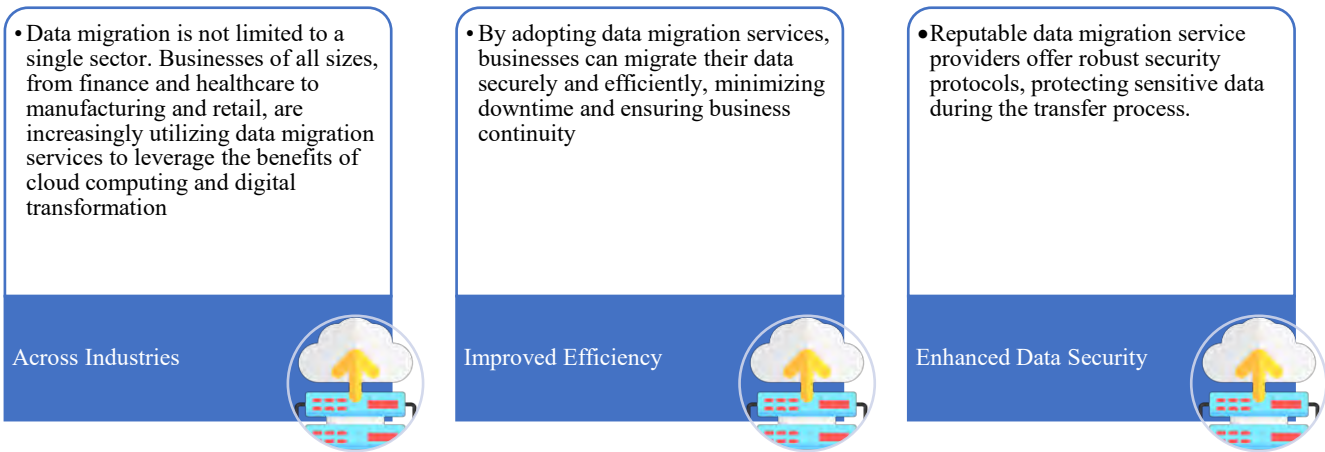 • Data migration is not limited to a
single sector. Businesses of all sizes,
from finance and healthcare to
manufacturing and retail, are
increasingly utilizing data migration
services to leverage the benefits of
cloud computing and digital
transformation
Across Industries
• By adopting data migration services,
businesses can migrate their data
securely and efficiently, minimizing
downtime and ensuring business
continuity
Improved Efficiency
•Reputable data migration service
providers offer robust security
protocols, protecting sensitive data
during the transfer process.
Enhanced Data Security